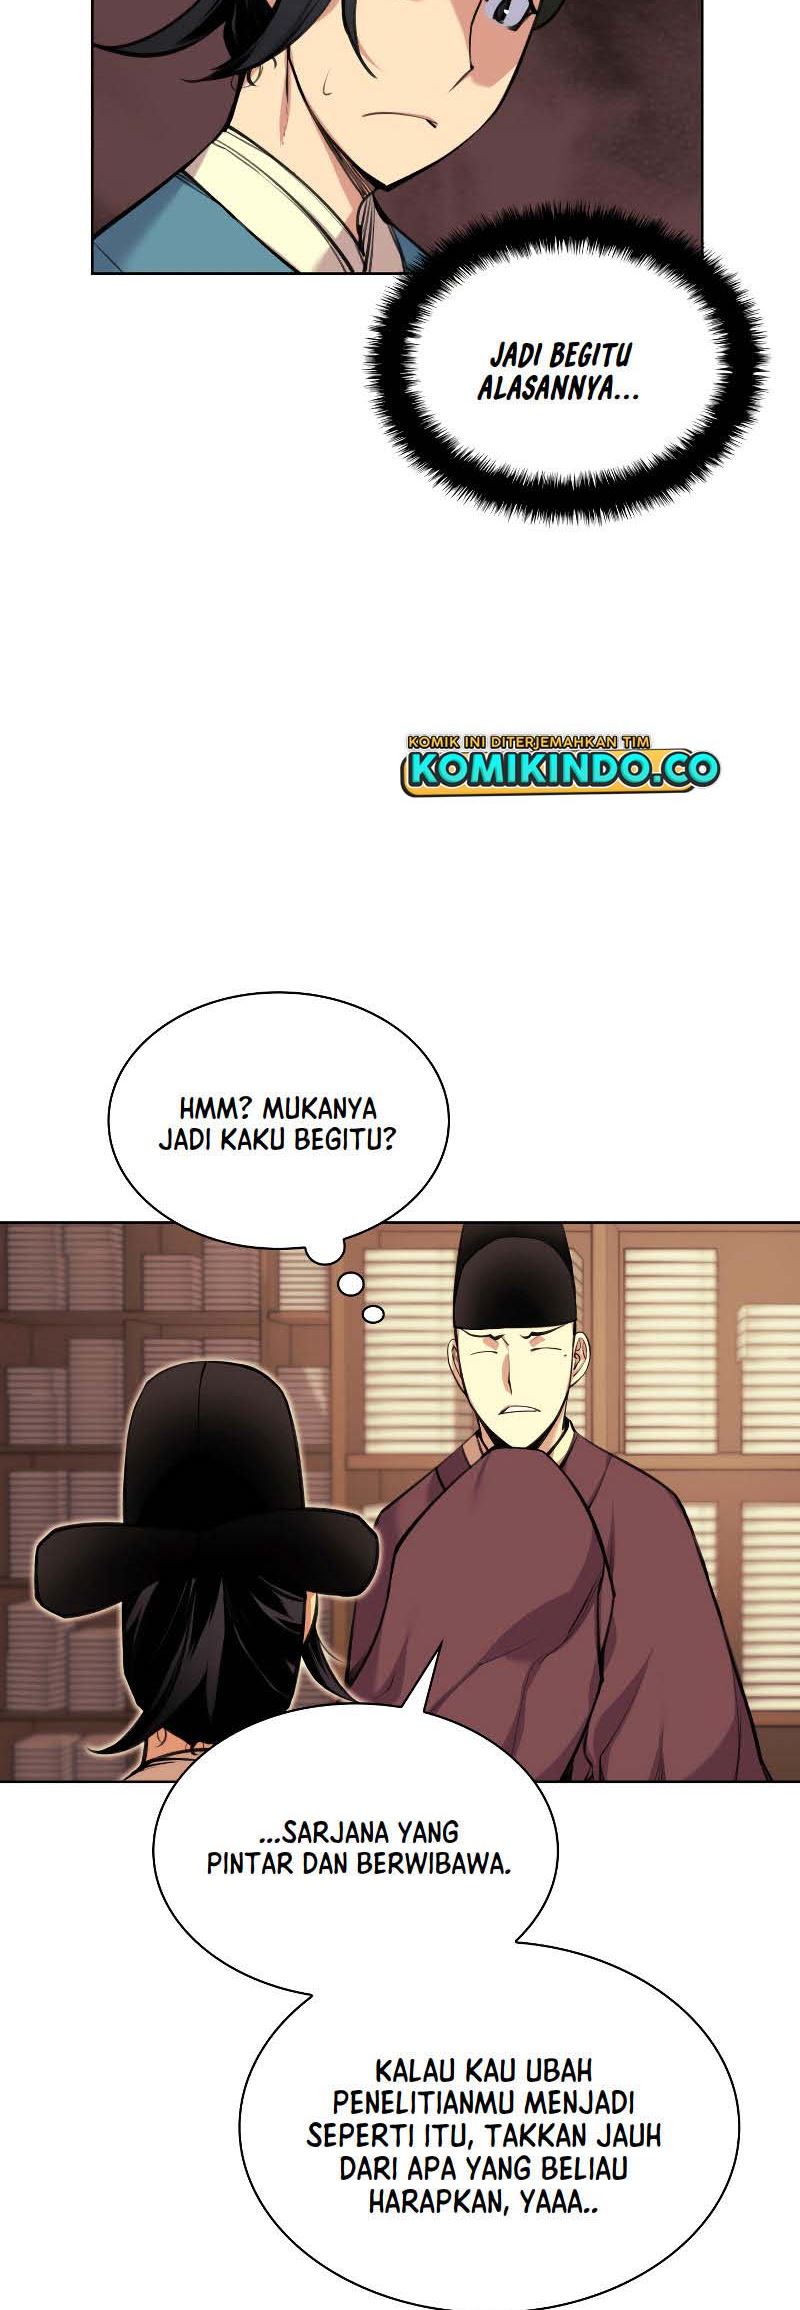 JADI BEGITU
ALASANNYA...
KOMIK INI DITERJEMAHKAN TIM
KOMIKINDO.CO
HMM? MUKANYA
JADI KAKU BEGITU?
...SARJANA YANG
PINTAR DAN BERWIBAWA.
KALAU KAU UBAH
PENELITIANMU MENJADI
SEPERTI ITU, TAKKAN JAUH
DARI APA YANG BELIAU
HARAPKAN, YAAA..